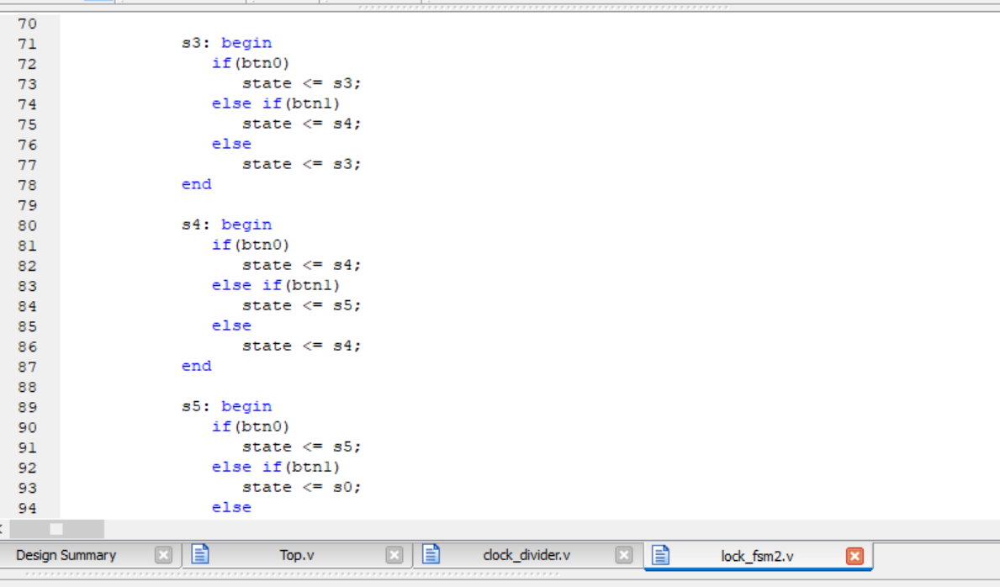 70
71 s3: begin
72 if(btn0)
73 state <= s3;
74 else if(btn1)
75 state <= s4;
76 else
77 state <= s3;
78 end
79
80 s4: begin
81 if(btn0)
82 state <= s4;
83 else if(btn1)
84 state <= s5;
85 else
86 state <= s4;
87 end
88
89 s5: begin
90 if(btn0)
91 state <= s5;
92 else if(btn1)
93 state <= s0;
94 else
Design Summary Top.v clock_divider.v lock_fsm2.v